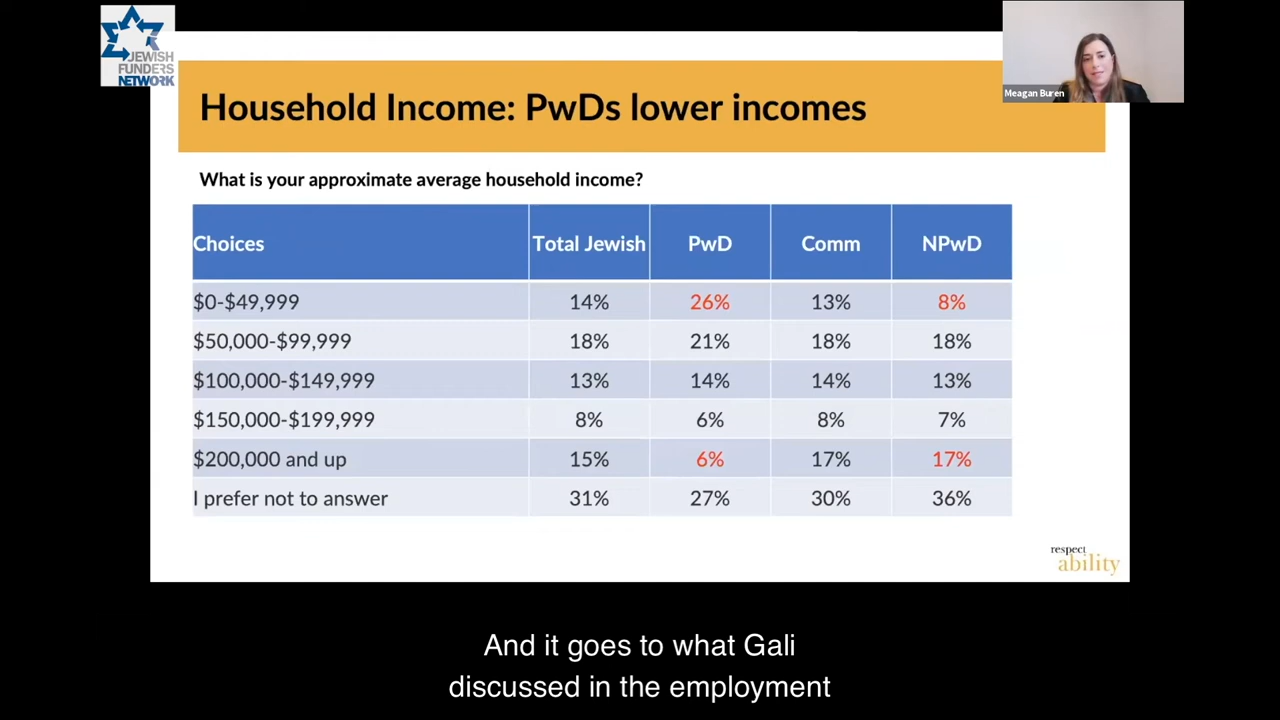 JEWISH
FUNDERS
NETWORK
Meagan Buren
Household Income: PwDs lower incomes
What is your approximate average household income?
Choices Total Jewish PwD Comm NPwD
$0-$49,999 14% 26% 13% 8%
$50,000-$99,999 18% 21% 18% 18%
$100,000-$149,999 13% 14% 14% 13%
$150,000-$199,999 8% 6% 8% 7%
$200,000 and up 15% 6% 17% 17%
I prefer not to answer 31% 27% 30% 36%
respect
ability
And it goes to what Gali
discussed in the employment